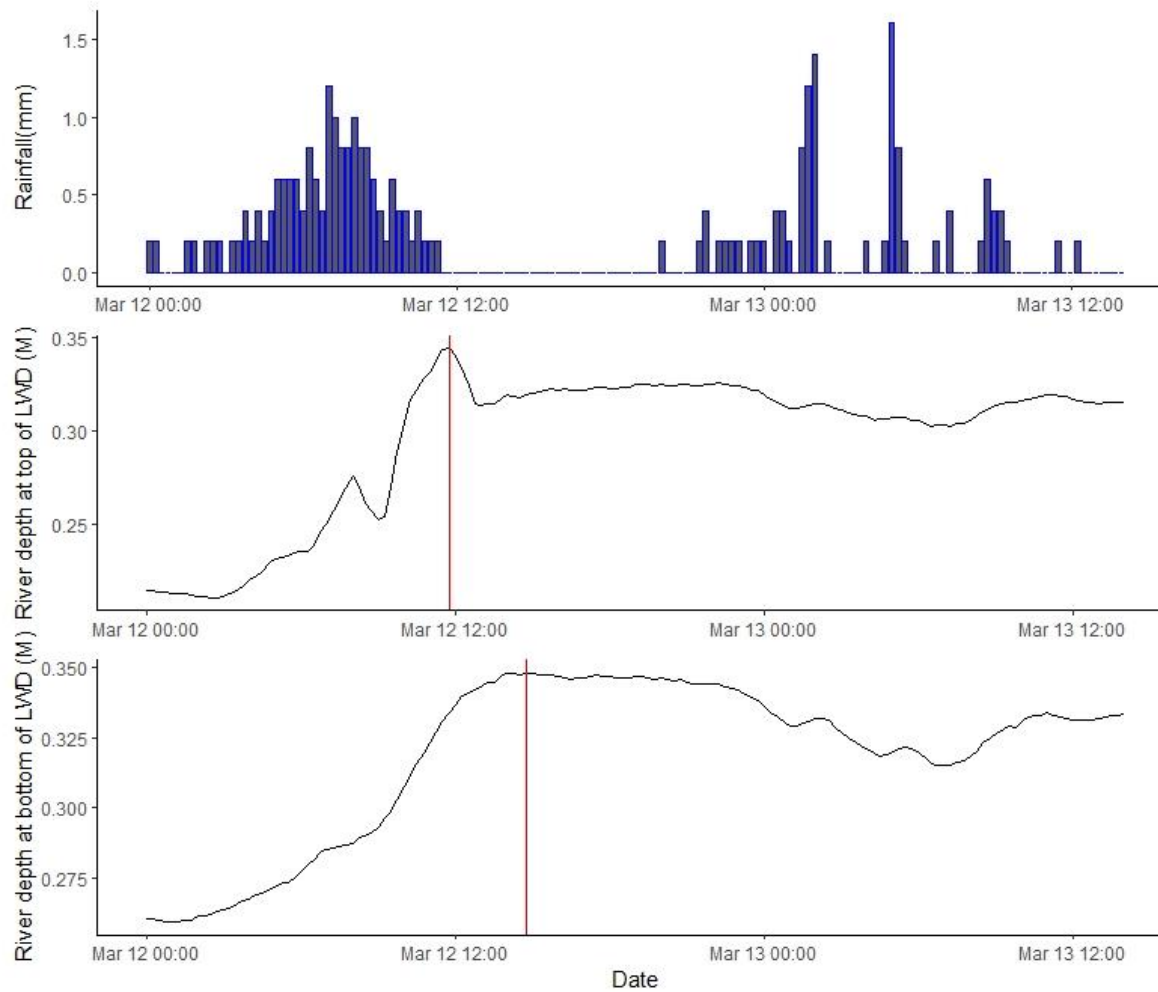 Rainfall(mm)
1.5
1.0
0.5
0.0
Mar 12 00:00 Mar 12 12:00 Mar 13 00:00 Mar 13 12:00
River depth at top of LWD (M)
0.35
0.30
0.25
Mar 12 00:00 Mar 12 12:00 Mar 13 00:00 Mar 13 12:00
River depth at bottom of LWD (M)
0.350
0.325
0.300
0.275
Mar 12 00:00 Mar 12 12:00 Mar 13 00:00 Mar 13 12:00
Date